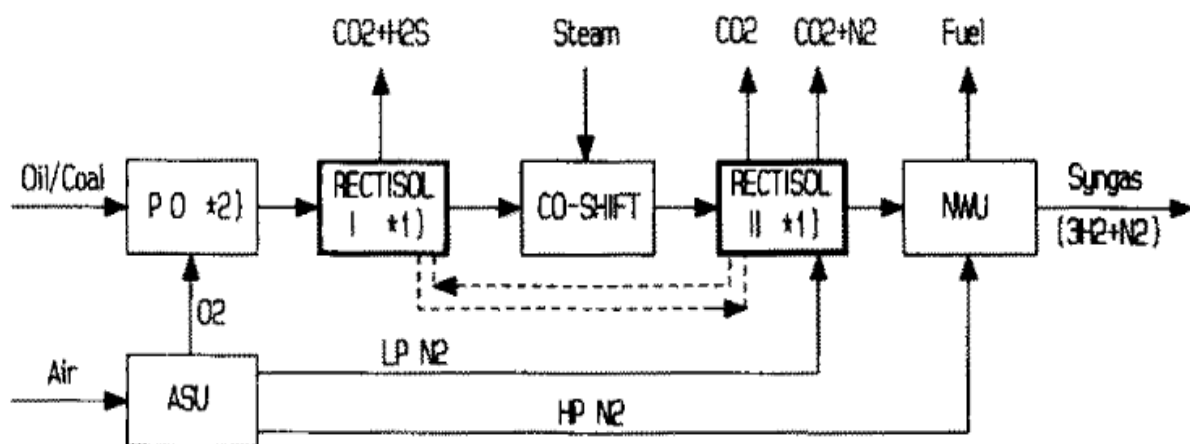 CO2+H2S Steam CO2 CO2+N2 Fuel
Oil/Coal
P O *2)
RECTISOL
I *1)
CO-SHIFT
RECTISOL
II *1)
NWU
Syngas
(3H2+N2)
O2
Air
ASU
LP N2
HP N2